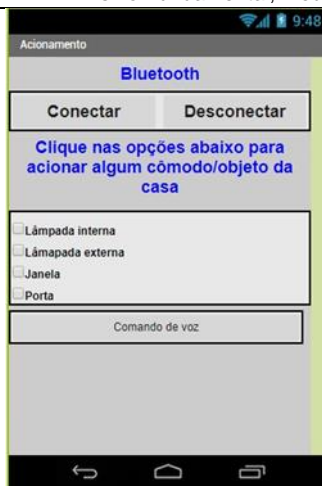 9:48
Acionamento
Bluetooth
Conectar Desconectar
Clique nas opções abaixo para
acionar algum cômodo/objeto da
casa
Lâmpada interna
Lâmapada externa
Janela
Porta
Comando de voz